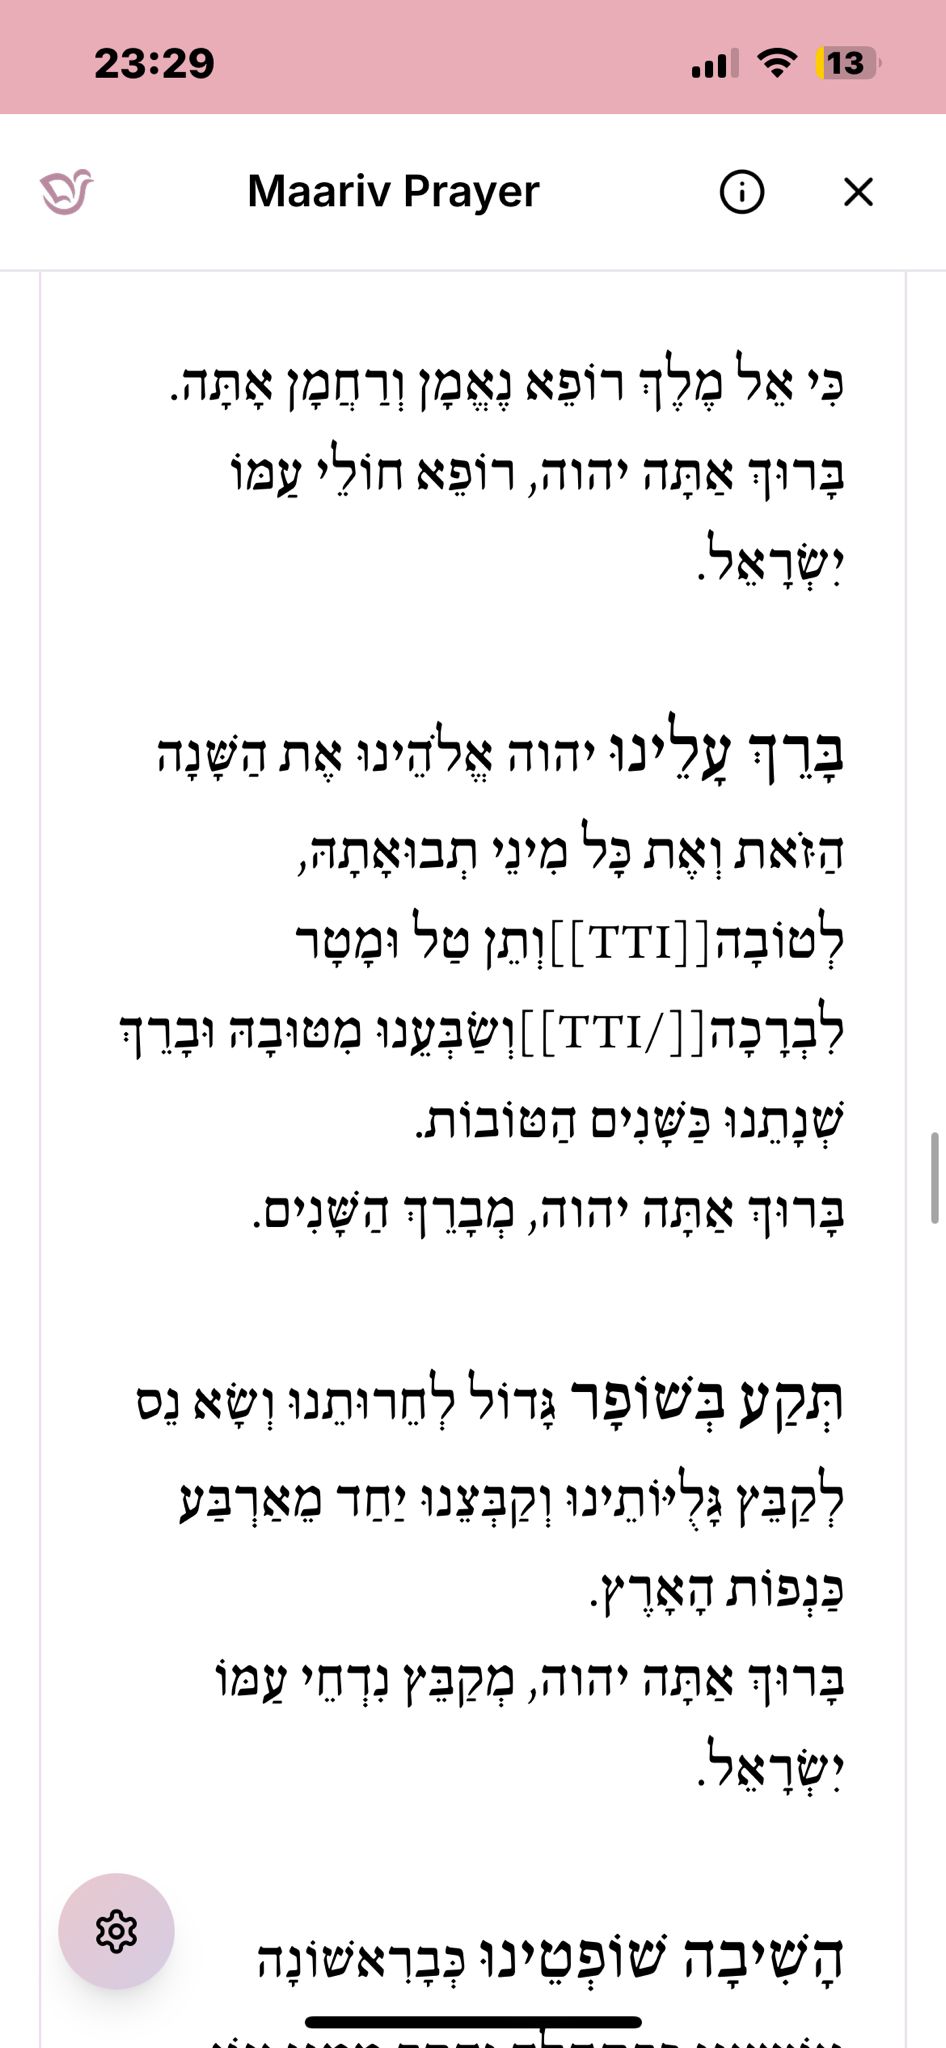 23:29
13
Maariv Prayer
כִּי אֵל מֶלֶךְ רוֹפֵא נֶאֱמָן וְרַחֲמָן אָתָּה.
בָּרוּךְ אַתָּה יהוה, רוֹפֵא חוֹלֵי עַמּוֹ
יִשְׂרָאֵל.
בָּרֵךְ עָלֵינוּ יהוה אֱלֹהֵינוּ אֶת הַשָּׁנָה
הַזֹּאת וְאֶת כָּל מִינֵי תְבוּאָתָהּ,
לְטוֹבָה[[TTI]]וְתֵן טַל וּמָטָר
לִבְרָכָה[[/TTI]]וְשַׂבְּעֵנוּ מִטּוּבָהּ וּבָרֵךְ
שְׁנָתֵנוּ כַּשָּׁנִים הַטּוֹבוֹת.
בָּרוּךְ אַתָּה יהוה, מְבָרֵךְ הַשָּׁנִים.
תְּקַע בְּשׁוֹפָר גָּדוֹל לְחֵרוּתֵנוּ וְשָׂא נֵס
לְקַבֵּץ גָּלֻיּוֹתֵינוּ וְקַבְּצֵנוּ יַחַד מֵאַרְבַּע
כַּנְפוֹת הָאָרֶץ.
בָּרוּךְ אַתָּה יהוה, מְקַבֵּץ נִדְחֵי עַמּוֹ
יִשְׂרָאֵל.
הָשִׁיבָה שׁוֹפְטֵינוּ כְּבָרִאשׁוֹנָה